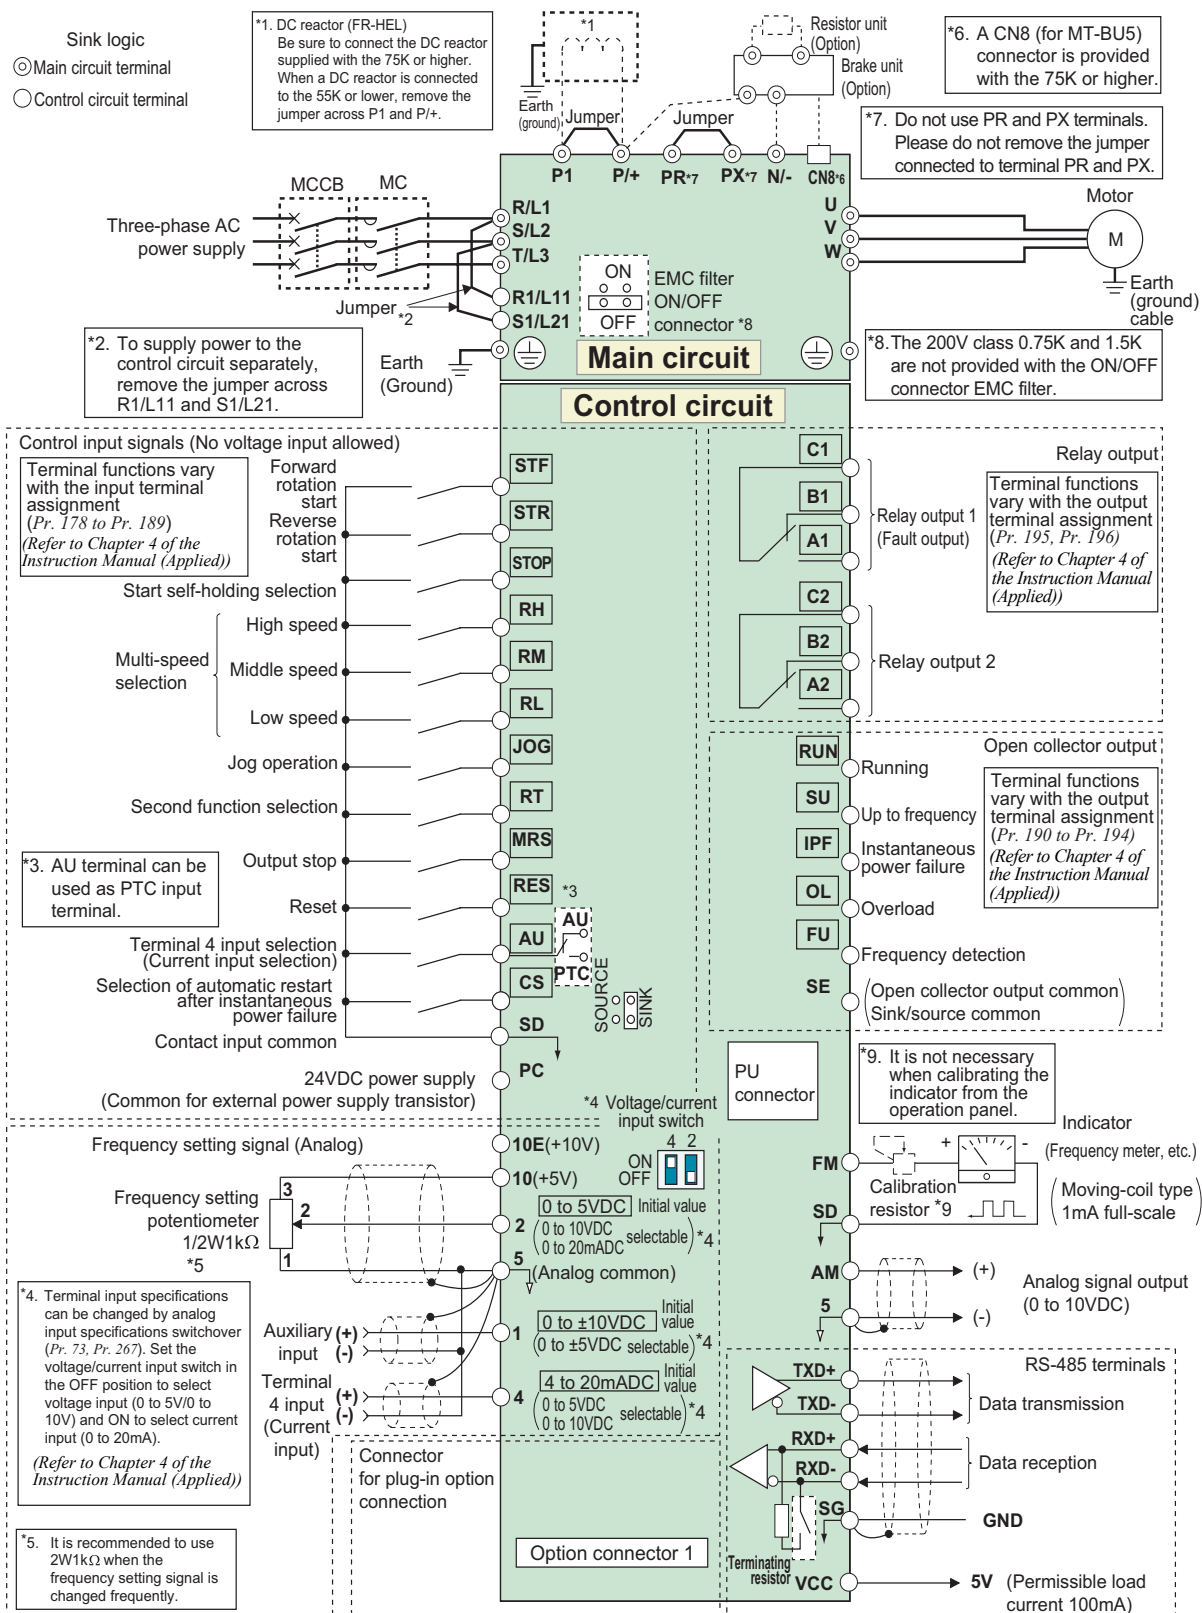 Sink logic
Main circuit terminal
Control circuit terminal
*1. DC reactor (FR-HEL)
Be sure to connect the DC reactor
supplied with the 75K or higher.
When a DC reactor is connected
to the 55K or lower, remove the
jumper across P1 and P/+.
*1
Earth
(ground)
Jumper
Jumper
Resistor unit
(Option)
Brake unit
(Option)
*6. A CN8 (for MT-BU5)
connector is provided
with the 75K or higher.
*7. Do not use PR and PX terminals.
Please do not remove the jumper
connected to terminal PR and PX.
P1 P/+ PR*7 PX*7 N/- CN8*6
MCCB MC
Three-phase AC
power supply
R/L1
S/L2
T/L3
R1/L11
S1/L21
Jumper *2
ON
OFF
EMC filter
ON/OFF
connector *8
U
V
W
Motor
M
Earth
(ground)
cable
*2. To supply power to the
control circuit separately,
remove the jumper across
R1/L11 and S1/L21.
Earth
(Ground)
Main circuit
*8.The 200V class 0.75K and 1.5K
are not provided with the ON/OFF
connector EMC filter.
Control circuit
Control input signals (No voltage input allowed)
Terminal functions vary
with the input terminal
assignment
(Pr. 178 to Pr. 189)
(Refer to Chapter 4 of the
Instruction Manual (Applied))
Forward
rotation
start
STF
Reverse
rotation
start
STR
Start self-holding selection
STOP
Multi-speed
selection
High speed
RH
Middle speed
RM
Low speed
RL
Jog operation
JOG
Second function selection
RT
Output stop
MRS
*3. AU terminal can be
used as PTC input
terminal.
Reset
RES
*3
Terminal 4 input selection
(Current input selection)
AU
AU
PTC
Selection of automatic restart
after instantaneous
power failure
CS
SOURCE
SINK
Contact input common
SD
24VDC power supply
(Common for external power supply transistor)
PC
C1
B1
A1
Relay output 1
(Fault output)
C2
B2
A2
Relay output 2
Relay output
Terminal functions
vary with the output
terminal assignment
(Pr. 195, Pr. 196)
(Refer to Chapter 4 of
the Instruction Manual
(Applied))
Open collector output
RUN
Running
SU
Up to frequency
IPF
Instantaneous
power failure
OL
Overload
FU
Frequency detection
SE
(Open collector output common)
(Sink/source common)
Terminal functions
vary with the output
terminal assignment
(Pr. 190 to Pr. 194)
(Refer to Chapter 4 of
the Instruction Manual
(Applied))
PU
connector
*9. It is not necessary
when calibrating the
indicator from the
operation panel.
*4 Voltage/current
input switch
4 2
ON
OFF
Frequency setting signal (Analog)
10E(+10V)
10(+5V)
Frequency setting
potentiometer
1/2W1kΩ
*5
3
2
1
2
0 to 5VDC Initial value
(0 to 10VDC
0 to 20mADC selectable) *4
5
(Analog common)
*4. Terminal input specifications
can be changed by analog
input specifications switchover
(Pr. 73, Pr. 267). Set the
voltage/current input switch in
the OFF position to select
voltage input (0 to 5V/0 to
10V) and ON to select current
input (0 to 20mA).
(Refer to Chapter 4 of the
Instruction Manual (Applied))
Auxiliary
input
(+)
(-)
1
0 to ±10VDC Initial value
(0 to ±5VDC selectable) *4
Terminal
4 input
(Current
input)
(+)
(-)
4
4 to 20mADC Initial value
(0 to 5VDC
0 to 10VDC selectable) *4
*5. It is recommended to use
2W1kΩ when the
frequency setting signal is
changed frequently.
Connector
for plug-in option
connection
Option connector 1
Indicator
(Frequency meter, etc.)
+ -
FM
Calibration
resistor *9
SD
(Moving-coil type
1mA full-scale)
AM
(+)
5
(-)
Analog signal output
(0 to 10VDC)
RS-485 terminals
TXD+
TXD-
Data transmission
RXD+
RXD-
Data reception
SG
GND
Terminating
resistor
VCC
5V (Permissible load
current 100mA)